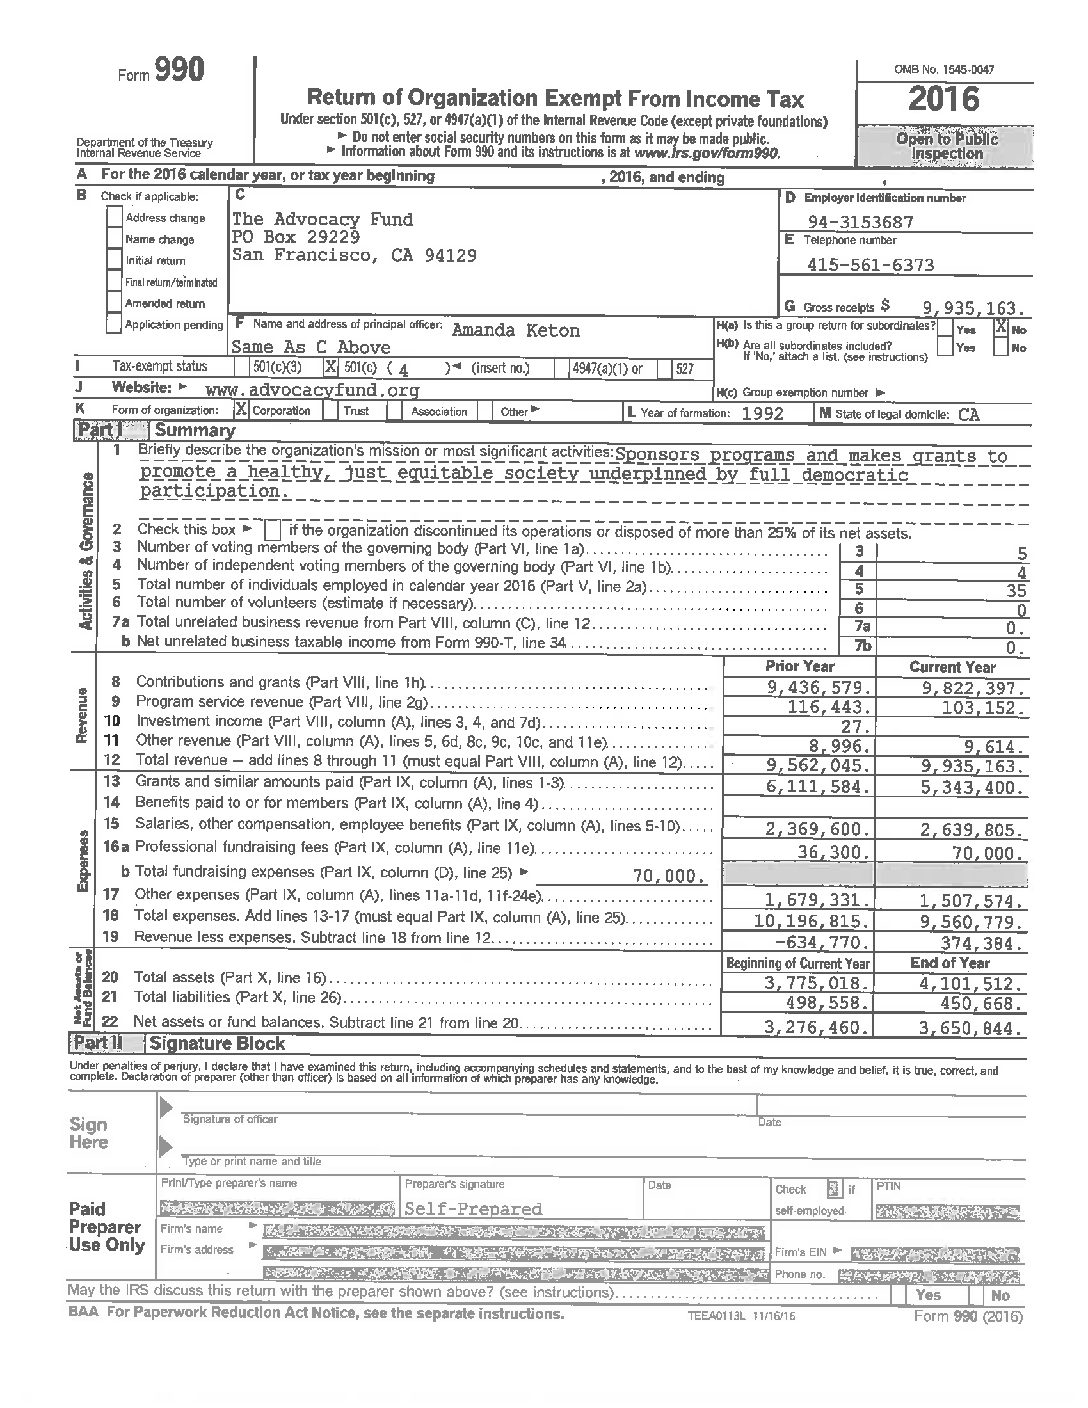 Form 990
OMB No. 1545-0047
Return of Organization Exempt From Income Tax
2016
Under section 501(c), 527, or 4947(a)(1) of the Internal Revenue Code (except private foundations)
► Do not enter social security numbers on this form as it may be made public.
► Information about Form 990 and its instructions is at www.irs.gov/form990.
Department of the Treasury
Internal Revenue Service
Open to Public
Inspection
A For the 2016 calendar year, or tax year beginning , 2016, and ending ,
B Check if applicable:
Address change
Name change
Initial return
Final return/terminated
Amended return
Application pending
C
The Advocacy Fund
PO Box 29229
San Francisco, CA 94129
D Employer identification number
94-3153687
E Telephone number
415-561-6373
G Gross receipts $ 9,935,163.
F Name and address of principal officer: Amanda Keton
Same As C Above
H(a) Is this a group return for subordinates? Yes X No
H(b) Are all subordinates included? Yes No
If 'No,' attach a list. (see instructions)
I Tax-exempt status 501(c)(3) X 501(c) ( 4 )◄ (insert no.) 4947(a)(1) or 527
J Website: ► www.advocacyfund.org
H(c) Group exemption number ►
K Form of organization: X Corporation Trust Association Other ► L Year of formation: 1992 M State of legal domicile: CA
Part I Summary
Activities & Governance
1 Briefly describe the organization's mission or most significant activities: Sponsors programs and makes grants to
promote a healthy, just equitable society underpinned by full democratic
participation.
2 Check this box ► if the organization discontinued its operations or disposed of more than 25% of its net assets.
3 Number of voting members of the governing body (Part VI, line 1a) 3 5
4 Number of independent voting members of the governing body (Part VI, line 1b) 4 4
5 Total number of individuals employed in calendar year 2016 (Part V, line 2a) 5 35
6 Total number of volunteers (estimate if necessary) 6 0
7a Total unrelated business revenue from Part VIII, column (C), line 12 7a 0.
b Net unrelated business taxable income from Form 990-T, line 34 7b 0.
Prior Year Current Year
Revenue
8 Contributions and grants (Part VIII, line 1h) 9,436,579. 9,822,397.
9 Program service revenue (Part VIII, line 2g) 116,443. 103,152.
10 Investment income (Part VIII, column (A), lines 3, 4, and 7d) 27.
11 Other revenue (Part VIII, column (A), lines 5, 6d, 8c, 9c, 10c, and 11e) 8,996. 9,614.
12 Total revenue – add lines 8 through 11 (must equal Part VIII, column (A), line 12) 9,562,045. 9,935,163.
Expenses
13 Grants and similar amounts paid (Part IX, column (A), lines 1-3) 6,111,584. 5,343,400.
14 Benefits paid to or for members (Part IX, column (A), line 4)
15 Salaries, other compensation, employee benefits (Part IX, column (A), lines 5-10) 2,369,600. 2,639,805.
16a Professional fundraising fees (Part IX, column (A), line 11e) 36,300. 70,000.
b Total fundraising expenses (Part IX, column (D), line 25) ► 70,000.
17 Other expenses (Part IX, column (A), lines 11a-11d, 11f-24e) 1,679,331. 1,507,574.
18 Total expenses. Add lines 13-17 (must equal Part IX, column (A), line 25) 10,196,815. 9,560,779.
19 Revenue less expenses. Subtract line 18 from line 12 -634,770. 374,384.
Net Assets or Fund Balances
Beginning of Current Year End of Year
20 Total assets (Part X, line 16) 3,775,018. 4,101,512.
21 Total liabilities (Part X, line 26) 498,558. 450,668.
22 Net assets or fund balances. Subtract line 21 from line 20 3,276,460. 3,650,844.
Part II Signature Block
Under penalties of perjury, I declare that I have examined this return, including accompanying schedules and statements, and to the best of my knowledge and belief, it is true, correct, and
complete. Declaration of preparer (other than officer) is based on all information of which preparer has any knowledge.
Sign
Here
Signature of officer
Date
Type or print name and title
Paid
Preparer
Use Only
Print/Type preparer's name
Preparer's signature
Self-Prepared
Date
Check if
self-employed
PTIN
Firm's name ►
Firm's address ►
Firm's EIN ►
Phone no.
May the IRS discuss this return with the preparer shown above? (see instructions) Yes No
BAA For Paperwork Reduction Act Notice, see the separate instructions. TEEA0113L 11/16/16 Form 990 (2016)